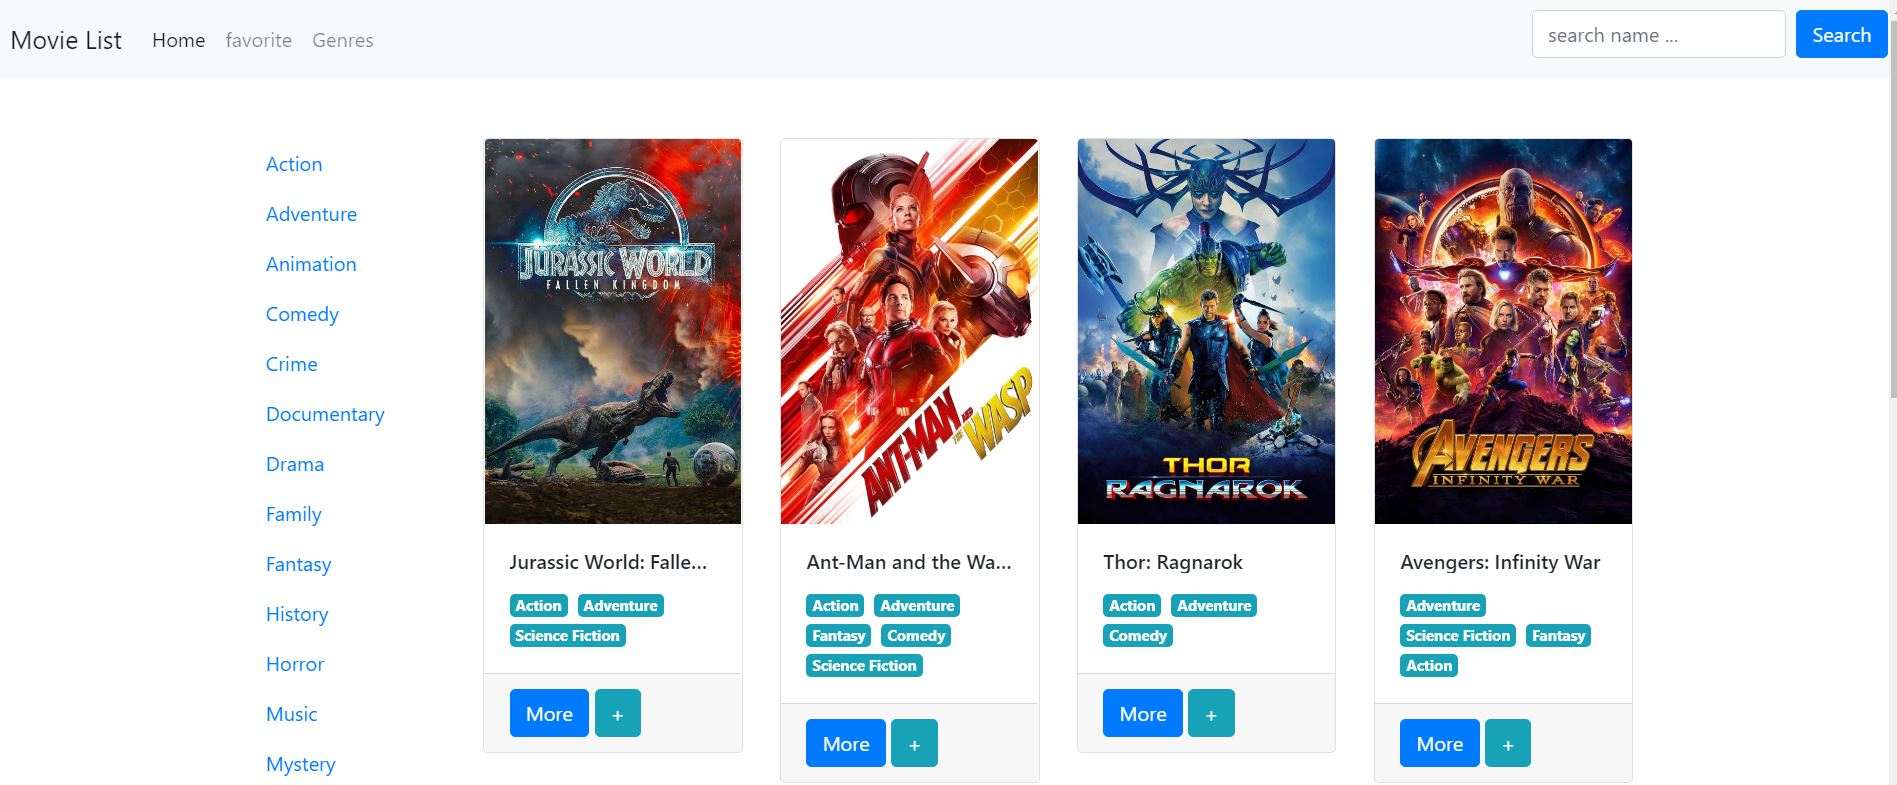 Movie List
Home
favorite
Genres
search name ...
Search
Action
Adventure
Animation
Comedy
Crime
Documentary
Drama
Family
Fantasy
History
Horror
Music
Mystery
JURASSIC WORLD
FALLEN KINGDOM
Jurassic World: Falle...
Action Adventure
Science Fiction
More +
ANT-MAN AND THE WASP
Ant-Man and the Wa...
Action Adventure
Fantasy Comedy
Science Fiction
More +
THOR
RAGNAROK
Thor: Ragnarok
Action Adventure
Comedy
More +
AVENGERS
INFINITY WAR
Avengers: Infinity War
Adventure
Science Fiction Fantasy
Action
More +